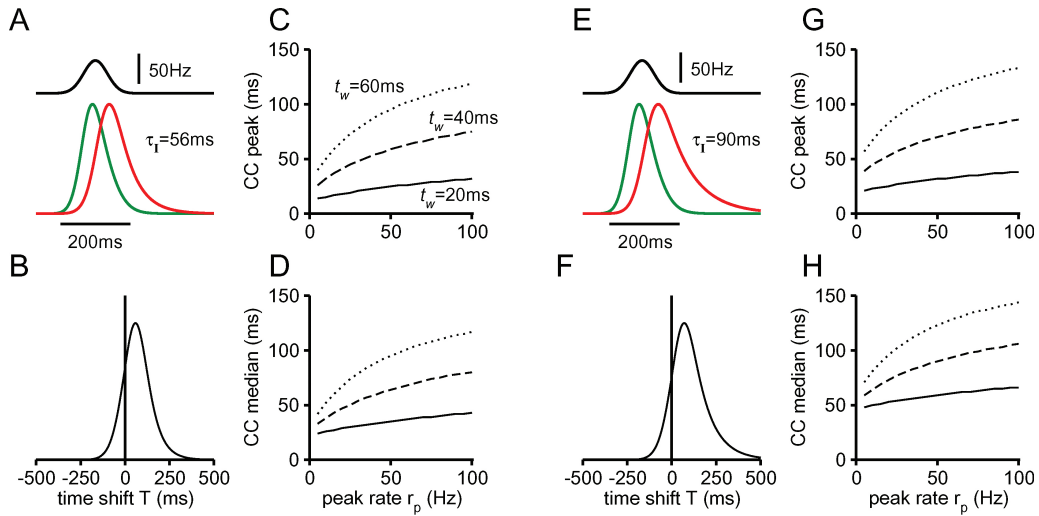 A
50Hz
τI=56ms
200ms
B
-500 -250 0 250 500
time shift T (ms)
C
CC peak (ms)
150
100
50
0
tw=60ms
tw=40ms
tw=20ms
0 50 100
D
CC median (ms)
150
100
50
0
0 50 100
peak rate rp (Hz)
E
50Hz
τI=90ms
200ms
F
-500 -250 0 250 500
time shift T (ms)
G
CC peak (ms)
150
100
50
0
0 50 100
H
CC median (ms)
150
100
50
0
0 50 100
peak rate rp (Hz)